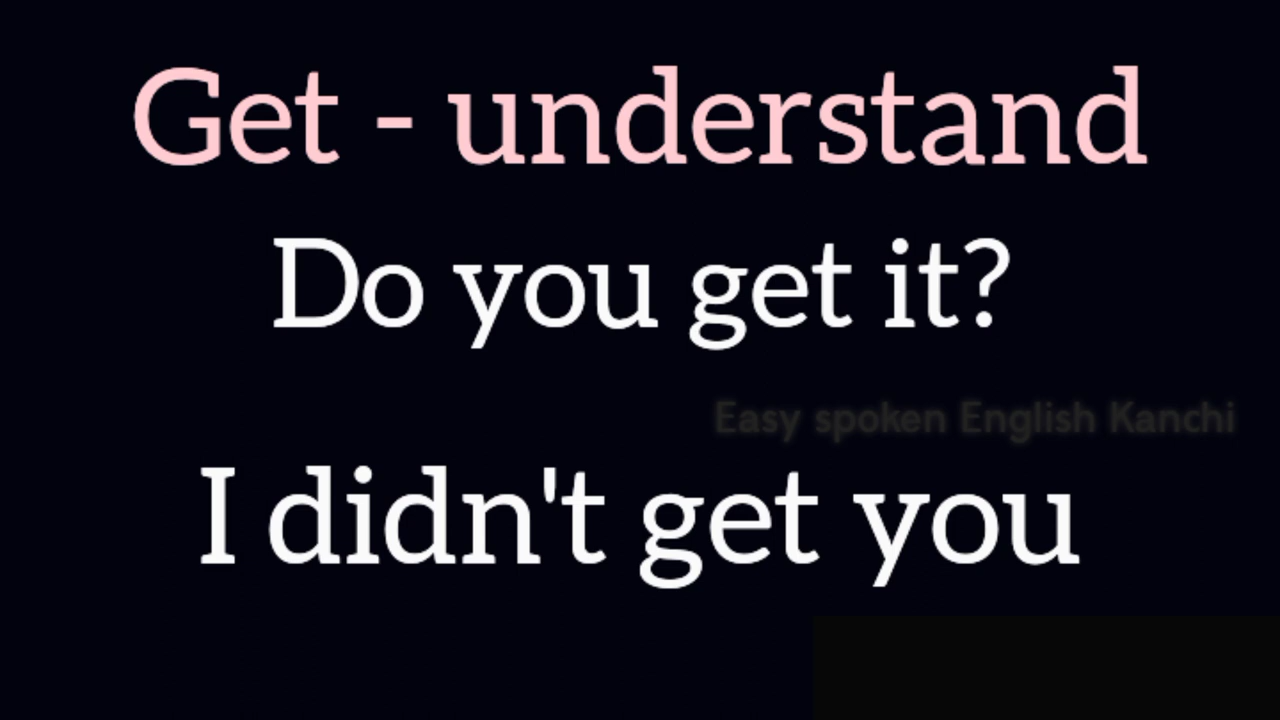 Get - understand
Do you get it?
Easy spoken English Kanchi
I didn't get you